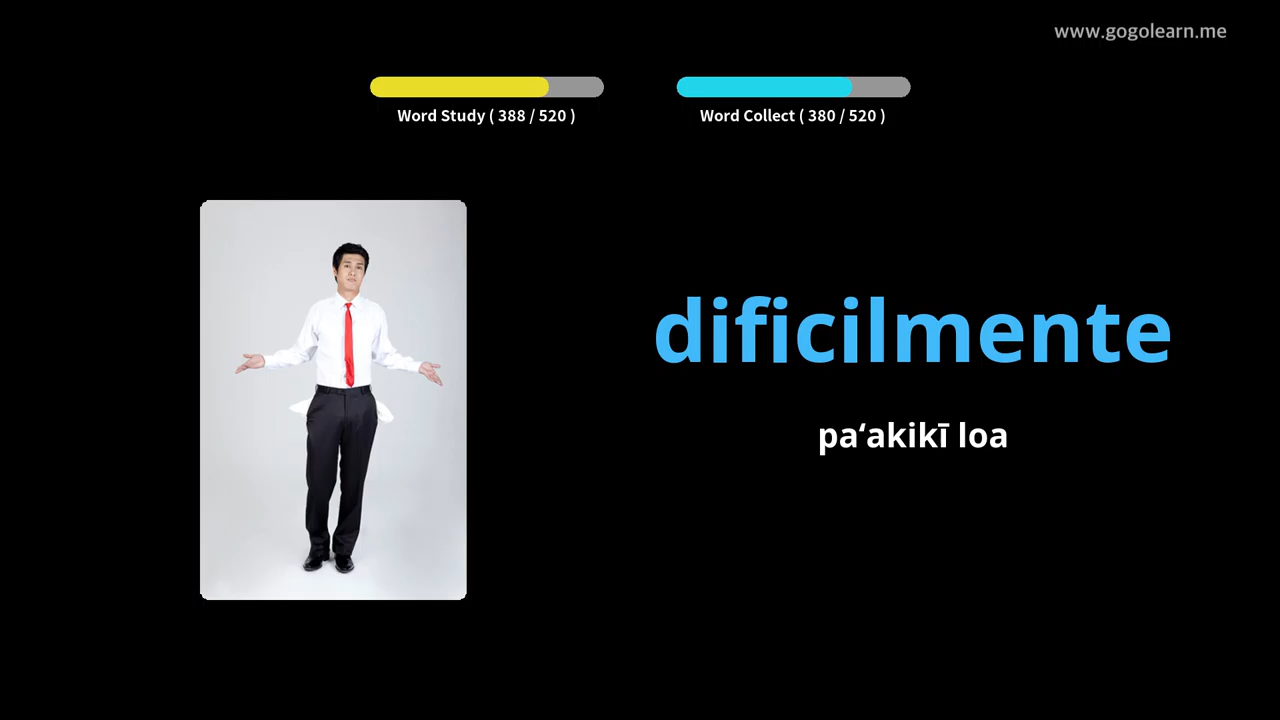 www.gogolearn.me
Word Study ( 388 / 520 )
Word Collect ( 380 / 520 )
dificilmente
paʻakikī loa